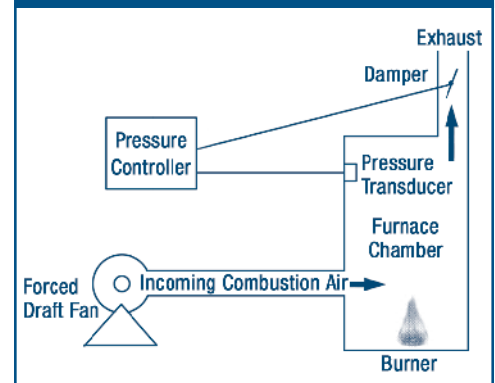 Exhaust
Damper
Pressure
Controller
Pressure
Transducer
Furnace
Chamber
Forced
Draft Fan
Incoming Combustion Air
Burner